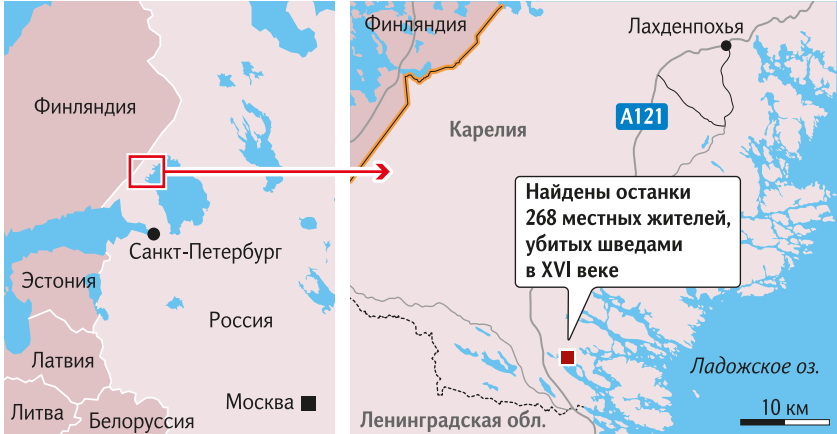 Финляндия
Санкт-Петербург
Эстония
Россия
Латвия
Литва
Москва
Белоруссия
Финляндия
Лахденпохья
А121
Карелия
Найдены останки
268 местных жителей,
убитых шведами
в XVI веке
Ладожское оз.
Ленинградская обл.
10 км